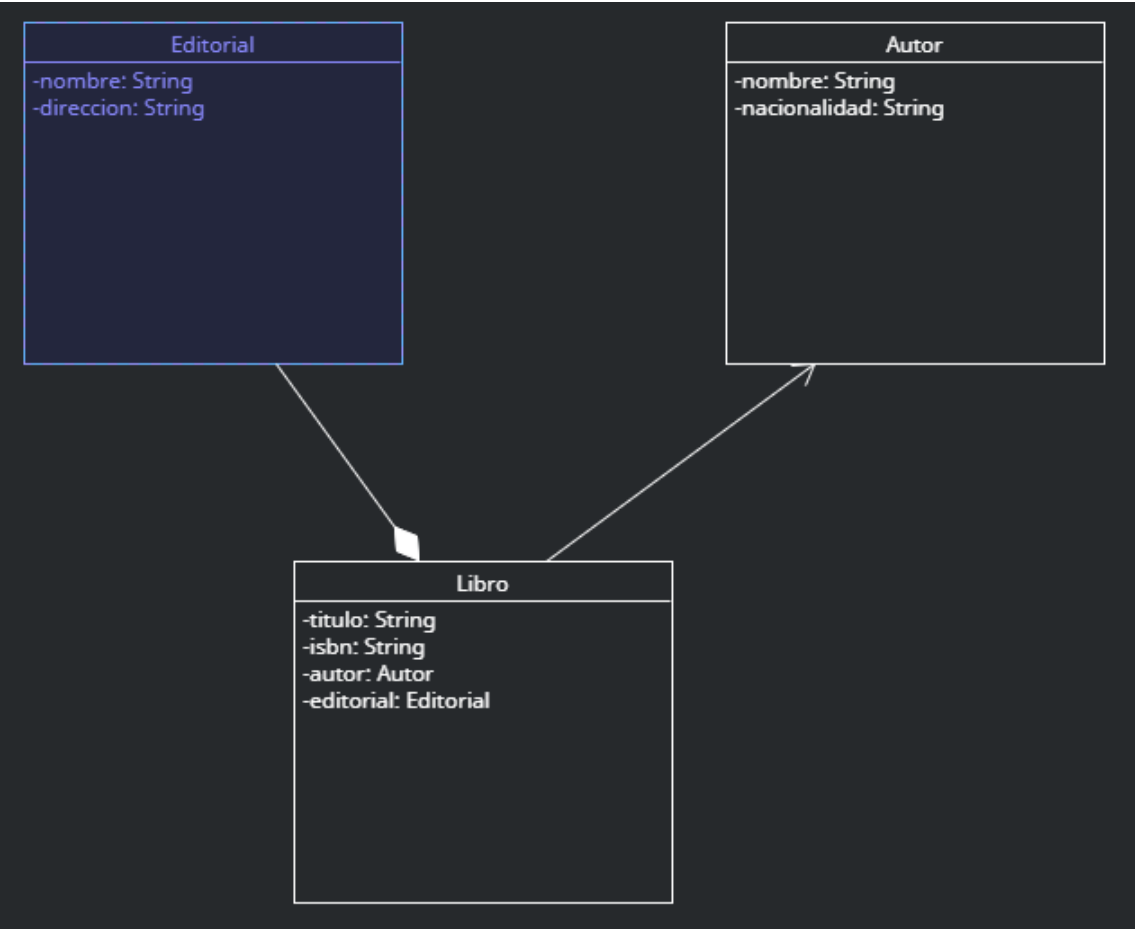 Editorial
-nombre: String
-direccion: String
Autor
-nombre: String
-nacionalidad: String
Libro
-titulo: String
-isbn: String
-autor: Autor
-editorial: Editorial